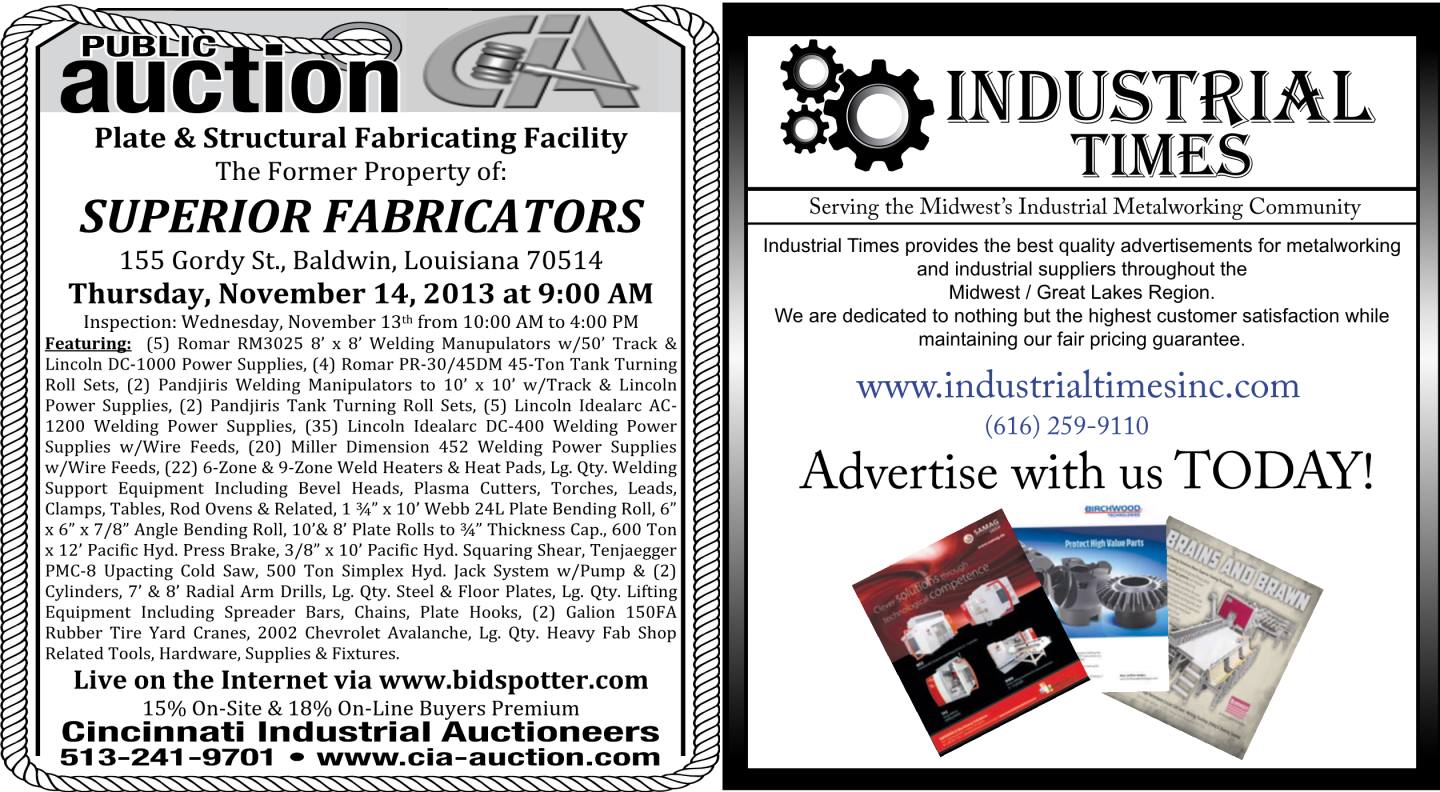 PUBLIC
auction
CIA
Plate & Structural Fabricating Facility
The Former Property of:
SUPERIOR FABRICATORS
155 Gordy St., Baldwin, Louisiana 70514
Thursday, November 14, 2013 at 9:00 AM
Inspection: Wednesday, November 13th from 10:00 AM to 4:00 PM
Featuring: (5) Romar RM3025 8’ x 8’ Welding Manupulators w/50’ Track &
Lincoln DC-1000 Power Supplies, (4) Romar PR-30/45DM 45-Ton Tank Turning
Roll Sets, (2) Pandjiris Welding Manipulators to 10’ x 10’ w/Track & Lincoln
Power Supplies, (2) Pandjiris Tank Turning Roll Sets, (5) Lincoln Idealarc AC-
1200 Welding Power Supplies, (35) Lincoln Idealarc DC-400 Welding Power
Supplies w/Wire Feeds, (20) Miller Dimension 452 Welding Power Supplies
w/Wire Feeds, (22) 6-Zone & 9-Zone Weld Heaters & Heat Pads, Lg. Qty. Welding
Support Equipment Including Bevel Heads, Plasma Cutters, Torches, Leads,
Clamps, Tables, Rod Ovens & Related, 1 ¾” x 10’ Webb 24L Plate Bending Roll, 6”
x 6” x 7/8” Angle Bending Roll, 10’& 8’ Plate Rolls to ¾” Thickness Cap., 600 Ton
x 12’ Pacific Hyd. Press Brake, 3/8” x 10’ Pacific Hyd. Squaring Shear, Tenjaegger
PMC-8 Upacting Cold Saw, 500 Ton Simplex Hyd. Jack System w/Pump & (2)
Cylinders, 7’ & 8’ Radial Arm Drills, Lg. Qty. Steel & Floor Plates, Lg. Qty. Lifting
Equipment Including Spreader Bars, Chains, Plate Hooks, (2) Galion 150FA
Rubber Tire Yard Cranes, 2002 Chevrolet Avalanche, Lg. Qty. Heavy Fab Shop
Related Tools, Hardware, Supplies & Fixtures.
Live on the Internet via www.bidspotter.com
15% On-Site & 18% On-Line Buyers Premium
Cincinnati Industrial Auctioneers
513-241-9701 • www.cia-auction.com
INDUSTRIAL
TIMES
Serving the Midwest’s Industrial Metalworking Community
Industrial Times provides the best quality advertisements for metalworking
and industrial suppliers throughout the
Midwest / Great Lakes Region.
We are dedicated to nothing but the highest customer satisfaction while
maintaining our fair pricing guarantee.
www.industrialtimesinc.com
(616) 259-9110
Advertise with us TODAY!
SAMAG
Clever solutions through
technological competence
BIRCHWOOD
TECHNOLOGIES
Protect High Value Parts
BRAINS AND BRAWN